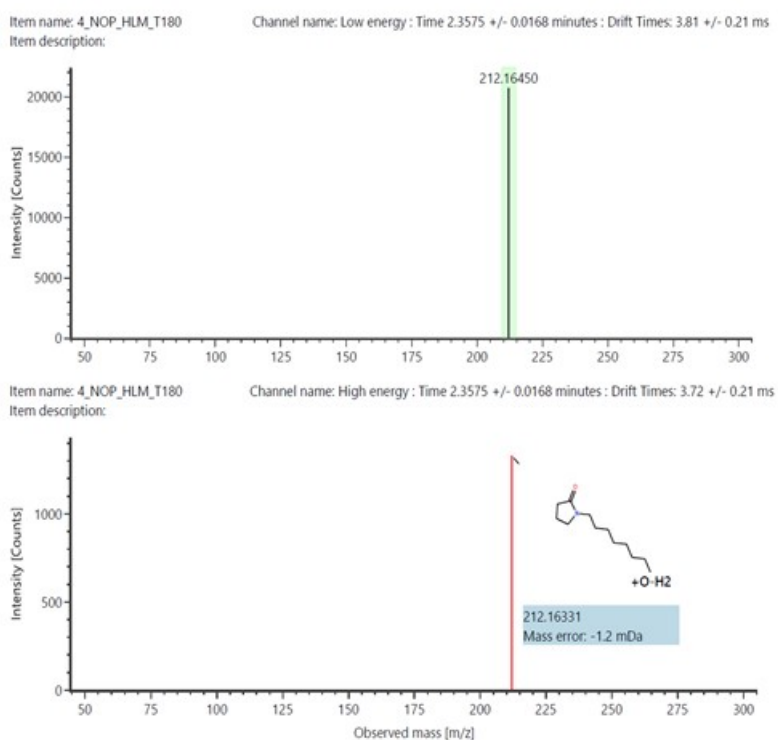 Item name: 4_NOP_HLM_T180 Channel name: Low energy : Time 2.3575 +/- 0.0168 minutes : Drift Times: 3.81 +/- 0.21 ms
Item description:
212.16450
20000
15000
10000
5000
0
Intensity [Counts]
50 75 100 125 150 175 200 225 250 275 300
Item name: 4_NOP_HLM_T180 Channel name: High energy : Time 2.3575 +/- 0.0168 minutes : Drift Times: 3.72 +/- 0.21 ms
Item description:
1000
500
0
Intensity [Counts]
O
N
+O-H2
212.16331
Mass error: -1.2 mDa
50 75 100 125 150 175 200 225 250 275 300
Observed mass [m/z]